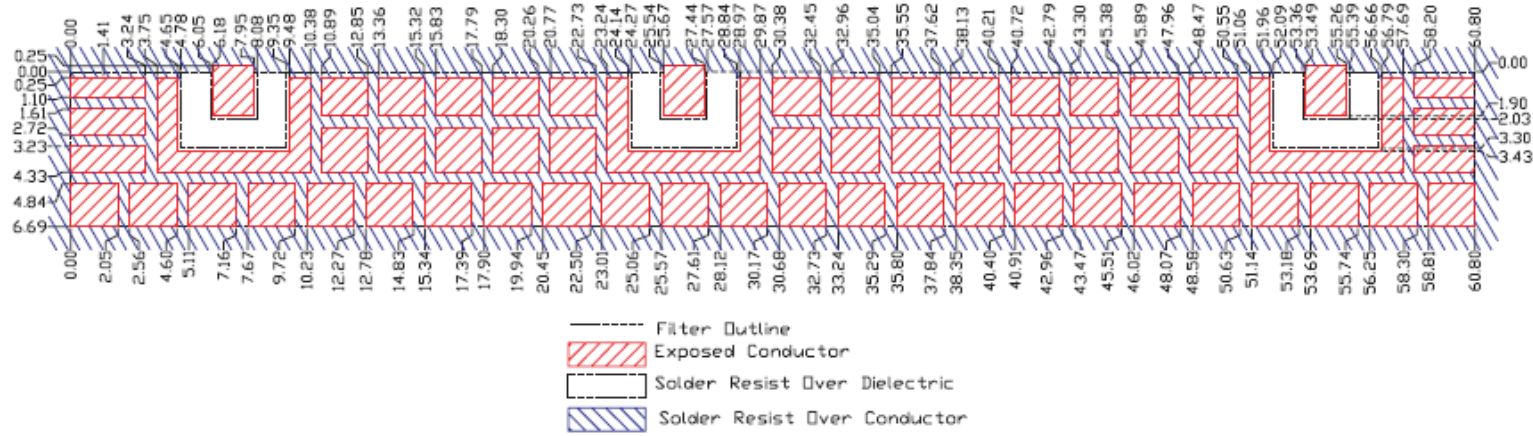 0.00 1.41 3.24 3.75 4.65 4.78 6.05 6.18 7.95 8.08 9.35 9.48 10.38 10.89 12.85 13.36 15.32 15.83 17.79 18.30 20.26 20.77 22.73 23.24 24.14 24.27 25.54 25.67 27.44 27.57 28.84 28.97 29.87 30.38 32.45 32.96 35.04 35.55 37.62 38.13 40.21 40.72 42.79 43.30 45.38 45.89 47.96 48.47 50.55 51.06 51.96 52.09 53.36 53.49 55.26 55.39 56.66 56.79 57.69 58.20 60.80
0.25
0.00 0.00
0.25
1.10 1.90
1.61 2.03
2.72 3.30
3.23 3.43
4.33
4.84
6.69
0.00 2.05 2.56 4.60 5.11 7.16 7.67 9.72 10.23 12.27 12.78 14.83 15.34 17.39 17.90 19.94 20.45 22.50 23.01 25.06 25.57 27.61 28.12 30.17 30.68 32.73 33.24 35.29 35.80 37.84 38.35 40.40 40.91 42.96 43.47 45.51 46.02 48.07 48.58 50.63 51.14 53.18 53.69 55.74 56.25 58.30 58.81 60.80
Filter Outline
Exposed Conductor
Solder Resist Over Dielectric
Solder Resist Over Conductor